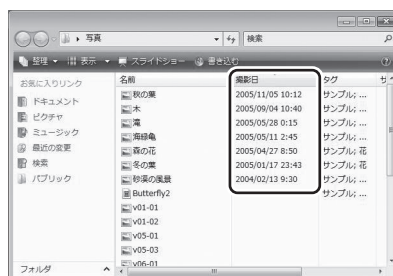 写真
検索
整理 表示 スライドショー 書き込む
お気に入りリンク
ドキュメント
ピクチャ
ミュージック
最近の変更
検索
パブリック
フォルダ
名前 撮影日 タグ サ
秋の葉 2005/11/05 10:12 サンプル; ...
木 2005/09/04 10:40 サンプル; ...
滝 2005/05/28 0:15 サンプル; ...
海緑亀 2005/05/11 2:45 サンプル; ...
森の花 2005/04/27 8:50 サンプル; 花
冬の葉 2005/01/17 23:43 サンプル; 花
砂漠の風景 2004/02/13 9:30 サンプル; ...
Butterfly2
v01-01
v01-02
v05-01
v05-03
v06-01